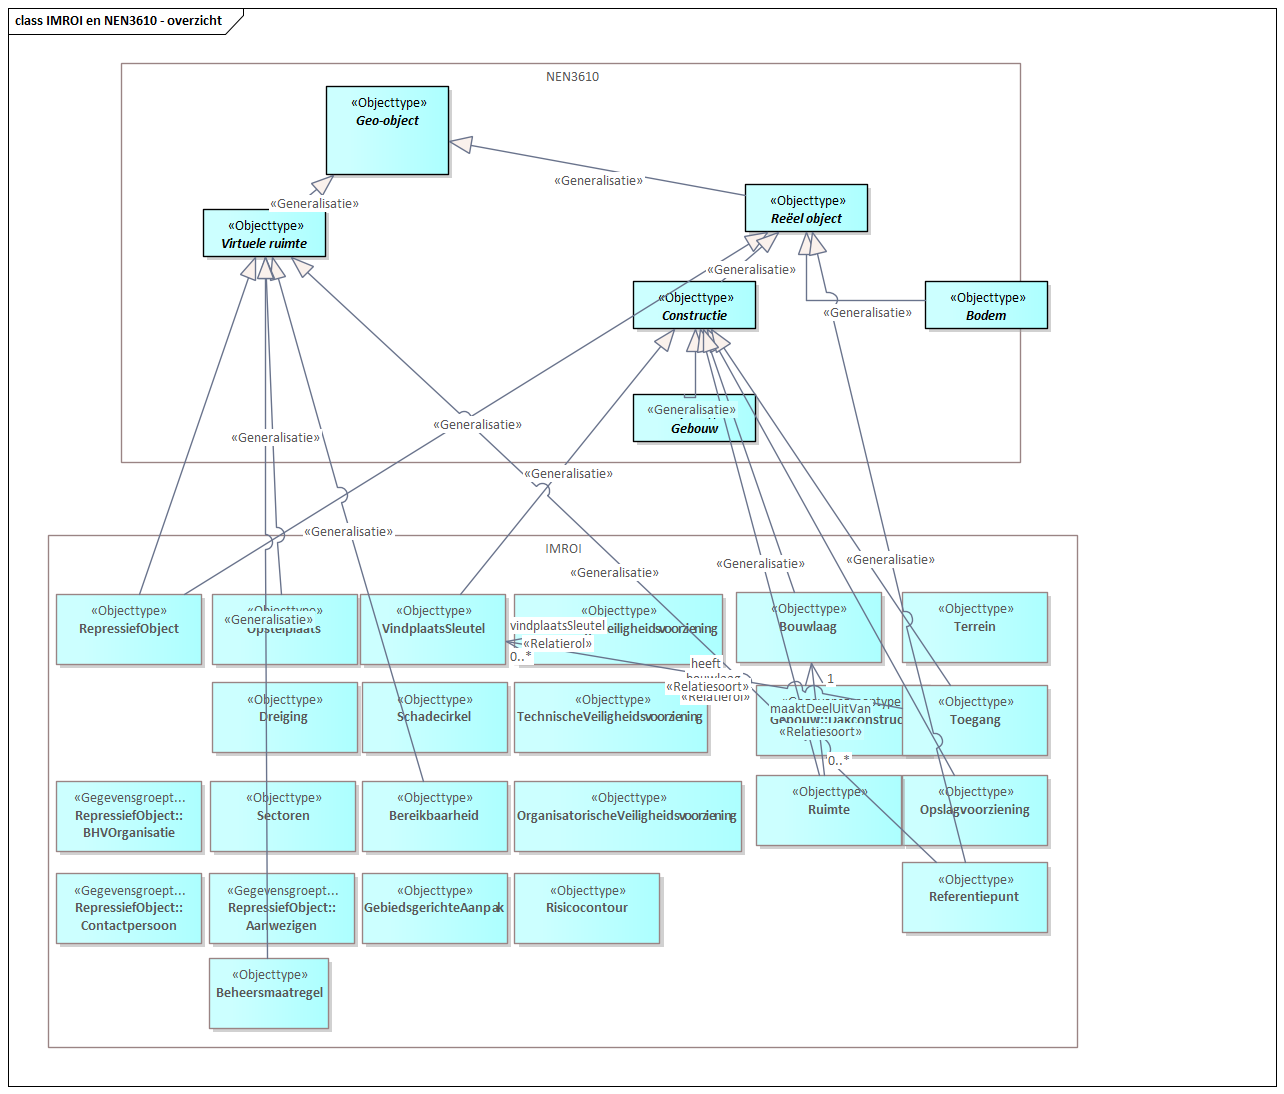 class IMROI en NEN3610 - overzicht
NEN3610
«Objecttype»
Geo-object
«Generalisatie»
«Generalisatie»
«Objecttype»
Reëel object
«Objecttype»
Virtuele ruimte
«Generalisatie»
«Objecttype»
Constructie
«Objecttype»
Bodem
«Generalisatie»
«Generalisatie»
Gebouw
«Generalisatie»
«Generalisatie»
«Generalisatie»
«Generalisatie»
IMROI
«Generalisatie»
«Generalisatie»
«Generalisatie»
«Objecttype»
RepressiefObject
«Objecttype»
Opstelplaats
«Generalisatie»
«Objecttype»
VindplaatsSleutel
«Objecttype»
eiligheidsvoorziening
vindplaatsSleutel
«Relatierol»
0..*
«Objecttype»
Bouwlaag
«Objecttype»
Terrein
heeft
bouwlaag
«Relatiesoort»
«Relatierol»
1
Dreiging
«Objecttype»
«Objecttype»
Schadecirkel
«Objecttype»
TechnischeVeiligheidsvoorziening
Gebouw::Dakconstruc
maaktDeelUitVan
«Relatiesoort»
0..*
«Objecttype»
Toegang
«Gegevensgroept...
RepressiefObject::
BHVOrganisatie
«Objecttype»
Sectoren
«Objecttype»
Bereikbaarheid
«Objecttype»
OrganisatorischeVeiligheidsvoorziening
«Objecttype»
Ruimte
«Objecttype»
Opslagvoorziening
«Gegevensgroept...
RepressiefObject::
Contactpersoon
«Gegevensgroept...
RepressiefObject::
Aanwezigen
«Objecttype»
GebiedsgerichteAanpak
«Objecttype»
Risicocontour
«Objecttype»
Referentiepunt
«Objecttype»
Beheersmaatregel